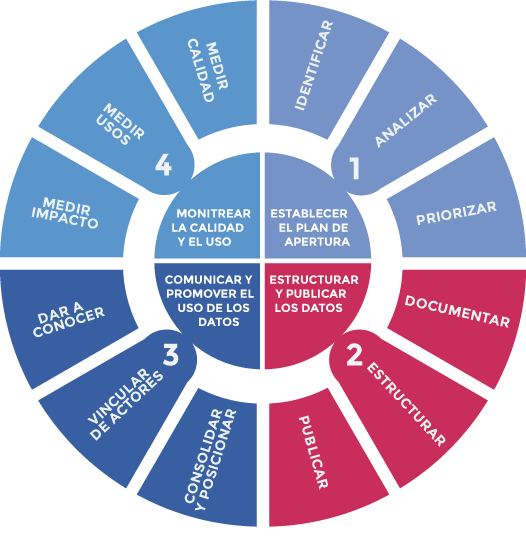 IDENTIFICAR
ANALIZAR
PRIORIZAR
1
ESTABLECER
EL PLAN DE
APERTURA
DOCUMENTAR
ESTRUCTURAR
PUBLICAR
2
ESTRUCTURAR
Y PUBLICAR
LOS DATOS
CONSOLIDAR
Y POSICIONAR
VINCULAR
DE ACTORES
DAR A
CONOCER
3
COMUNICAR Y
PROMOVER EL
USO DE LOS
DATOS
MEDIR
IMPACTO
MEDIR
USOS
MEDIR
CALIDAD
4
MONITREAR
LA CALIDAD
Y EL USO